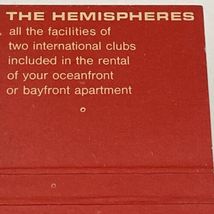 THE HEMISPHERES
all the facilities of
two international clubs
included in the rental
of your oceanfront
or bayfront apartment